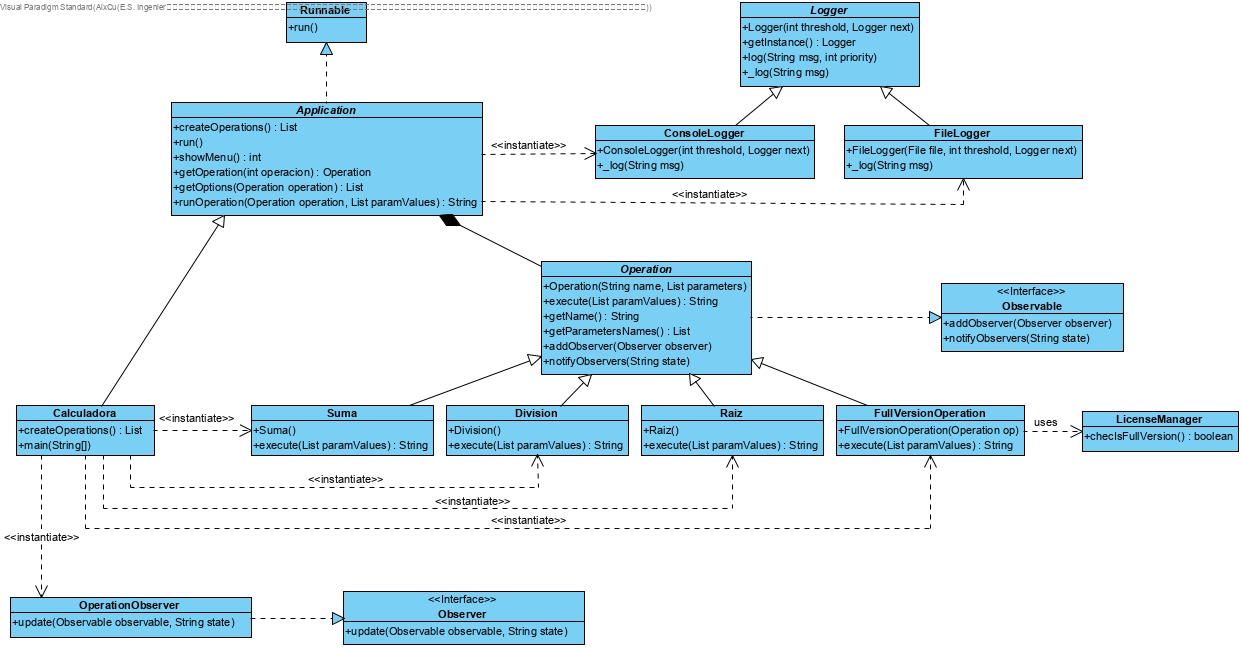 Visual Paradigm Standard(AlxCu(E.S. Ingenier
))
Runnable
+run()
Logger
+Logger(int threshold, Logger next)
+getInstance() : Logger
+log(String msg, int priority)
+_log(String msg)
Application
+createOperations() : List
+run()
+showMenu() : int
+getOperation(int operacion) : Operation
+getOptions(Operation operation) : List
+runOperation(Operation operation, List paramValues) : String
<<instantiate>>
ConsoleLogger
+ConsoleLogger(int threshold, Logger next)
+_log(String msg)
FileLogger
+FileLogger(File file, int threshold, Logger next)
+_log(String msg)
<<instantiate>>
Operation
+Operation(String name, List parameters)
+execute(List paramValues) : String
+getName() : String
+getParametersNames() : List
+addObserver(Observer observer)
+notifyObservers(String state)
<<Interface>>
Observable
+addObserver(Observer observer)
+notifyObservers(String state)
Calculadora
+createOperations() : List
+main(String[])
<<instantiate>>
Suma
+Suma()
+execute(List paramValues) : String
Division
+Division()
+execute(List paramValues) : String
Raiz
+Raiz()
+execute(List paramValues) : String
FullVersionOperation
+FullVersionOperation(Operation op)
+execute(List paramValues) : String
uses
LicenseManager
+checIsFullVersion() : boolean
<<instantiate>>
<<instantiate>>
<<instantiate>>
<<instantiate>>
OperationObserver
+update(Observable observable, String state)
<<Interface>>
Observer
+update(Observable observable, String state)